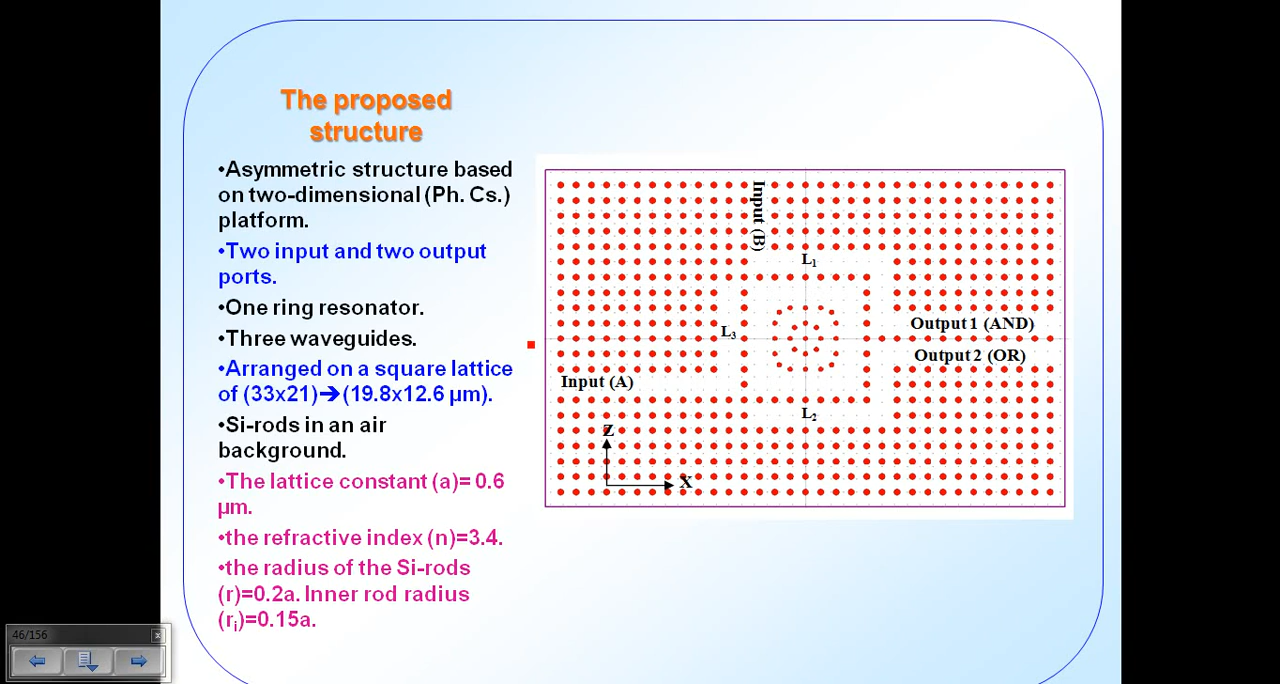 The proposed
structure
•Asymmetric structure based
on two-dimensional (Ph. Cs.)
platform.
•Two input and two output
ports.
•One ring resonator.
•Three waveguides.
•Arranged on a square lattice
of (33x21)➔(19.8x12.6 µm).
•Si-rods in an air
background.
•The lattice constant (a)= 0.6
µm.
•the refractive index (n)=3.4.
•the radius of the Si-rods
(r)=0.2a. Inner rod radius
(ri)=0.15a.
Input (B)
L1
L3
Output 1 (AND)
Output 2 (OR)
Input (A)
L2
Z
X
46/156
x